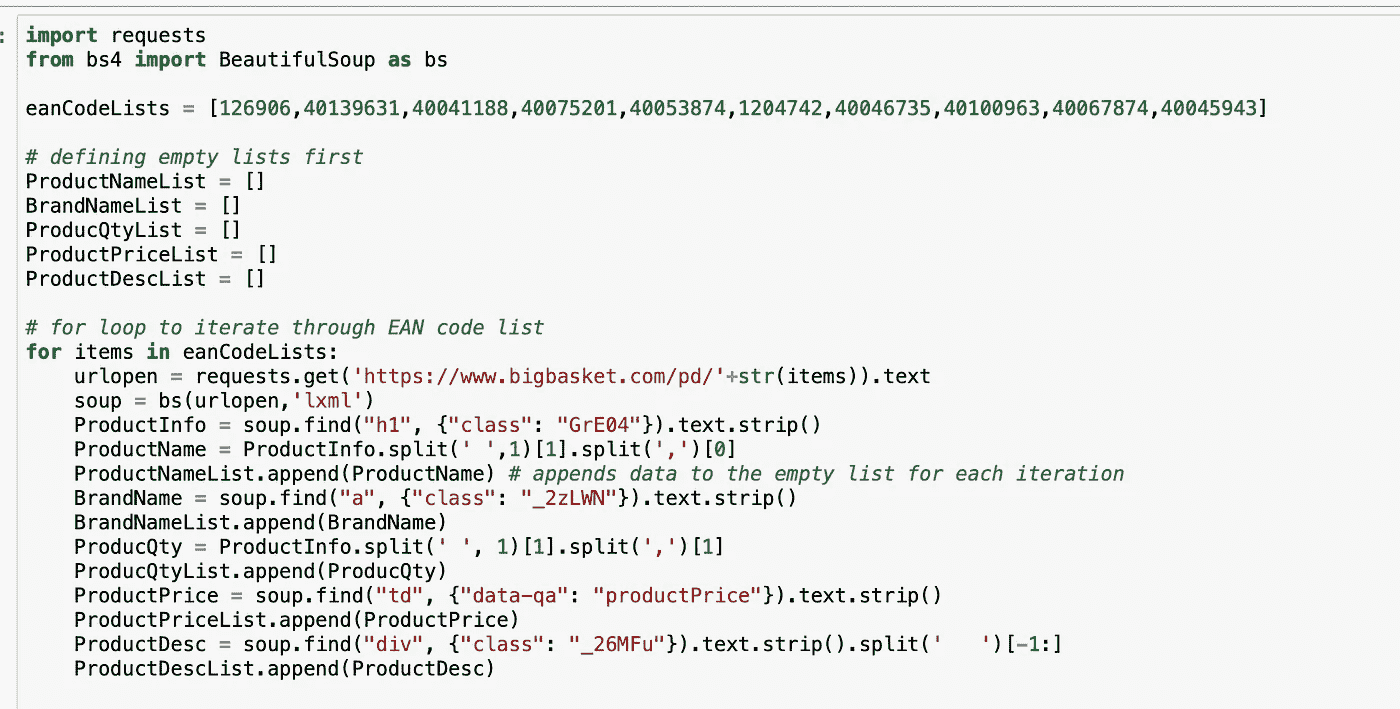 : import requests
from bs4 import BeautifulSoup as bs
eanCodeLists = [126906,40139631,40041188,40075201,40053874,1204742,40046735,40100963,40067874,40045943]
# defining empty lists first
ProductNameList = []
BrandNameList = []
ProducQtyList = []
ProductPriceList = []
ProductDescList = []
# for loop to iterate through EAN code list
for items in eanCodeLists:
    urlopen = requests.get('https://www.bigbasket.com/pd/'+str(items)).text
    soup = bs(urlopen,'lxml')
    ProductInfo = soup.find("h1", {"class": "GrE04"}).text.strip()
    ProductName = ProductInfo.split(' ',1)[1].split(',')[0]
    ProductNameList.append(ProductName) # appends data to the empty list for each iteration
    BrandName = soup.find("a", {"class": "_2zLWN"}).text.strip()
    BrandNameList.append(BrandName)
    ProducQty = ProductInfo.split(' ', 1)[1].split(',')[1]
    ProducQtyList.append(ProducQty)
    ProductPrice = soup.find("td", {"data-qa": "productPrice"}).text.strip()
    ProductPriceList.append(ProductPrice)
    ProductDesc = soup.find("div", {"class": "_26MFu"}).text.strip().split('   ')[-1:]
    ProductDescList.append(ProductDesc)